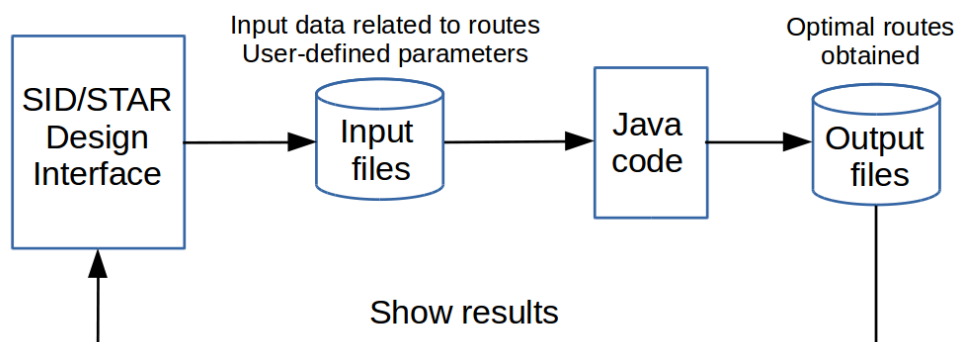 Input data related to routes
User-defined parameters
Optimal routes
obtained
SID/STAR
Design
Interface
Input
files
Java
code
Output
files
Show results